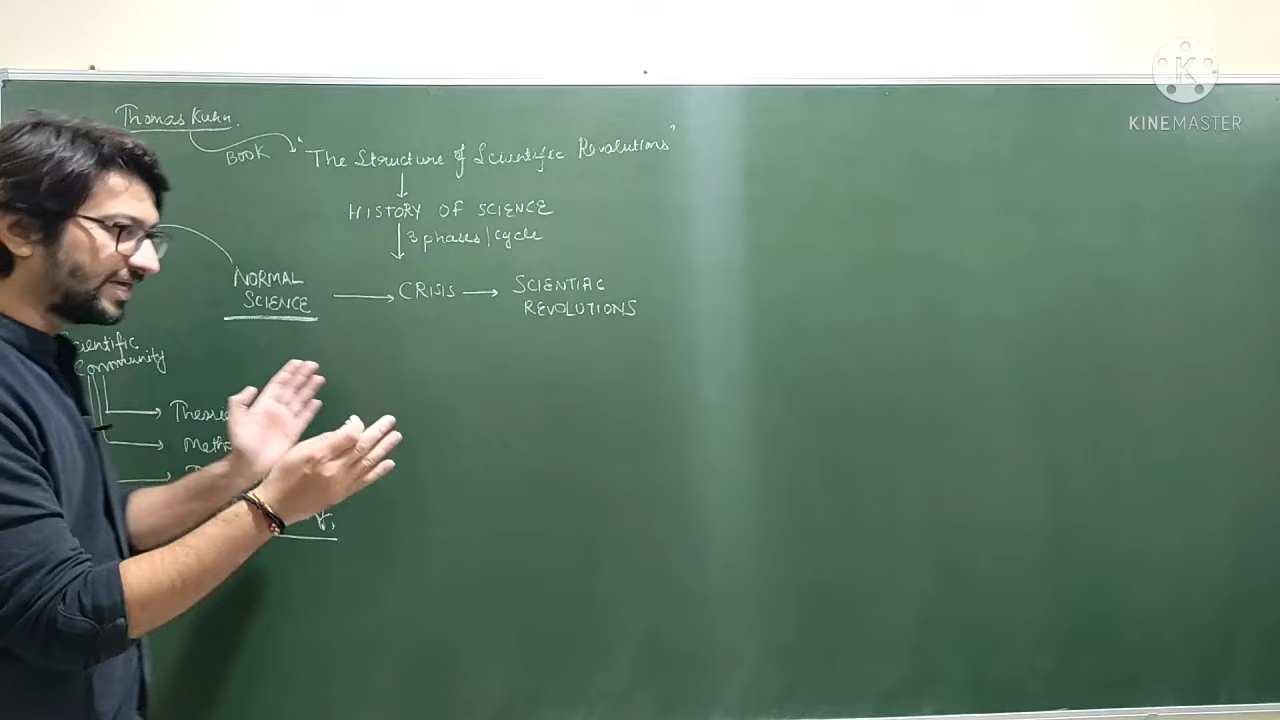 Thomas Kuhn.
BOOK
"The Structure of Scientific Revolutions"
HISTORY OF SCIENCE
3 phases/cycle
NORMAL SCIENCE
CRISIS
SCIENTIFIC
REVOLUTIONS
Community
K
KINEMASTER